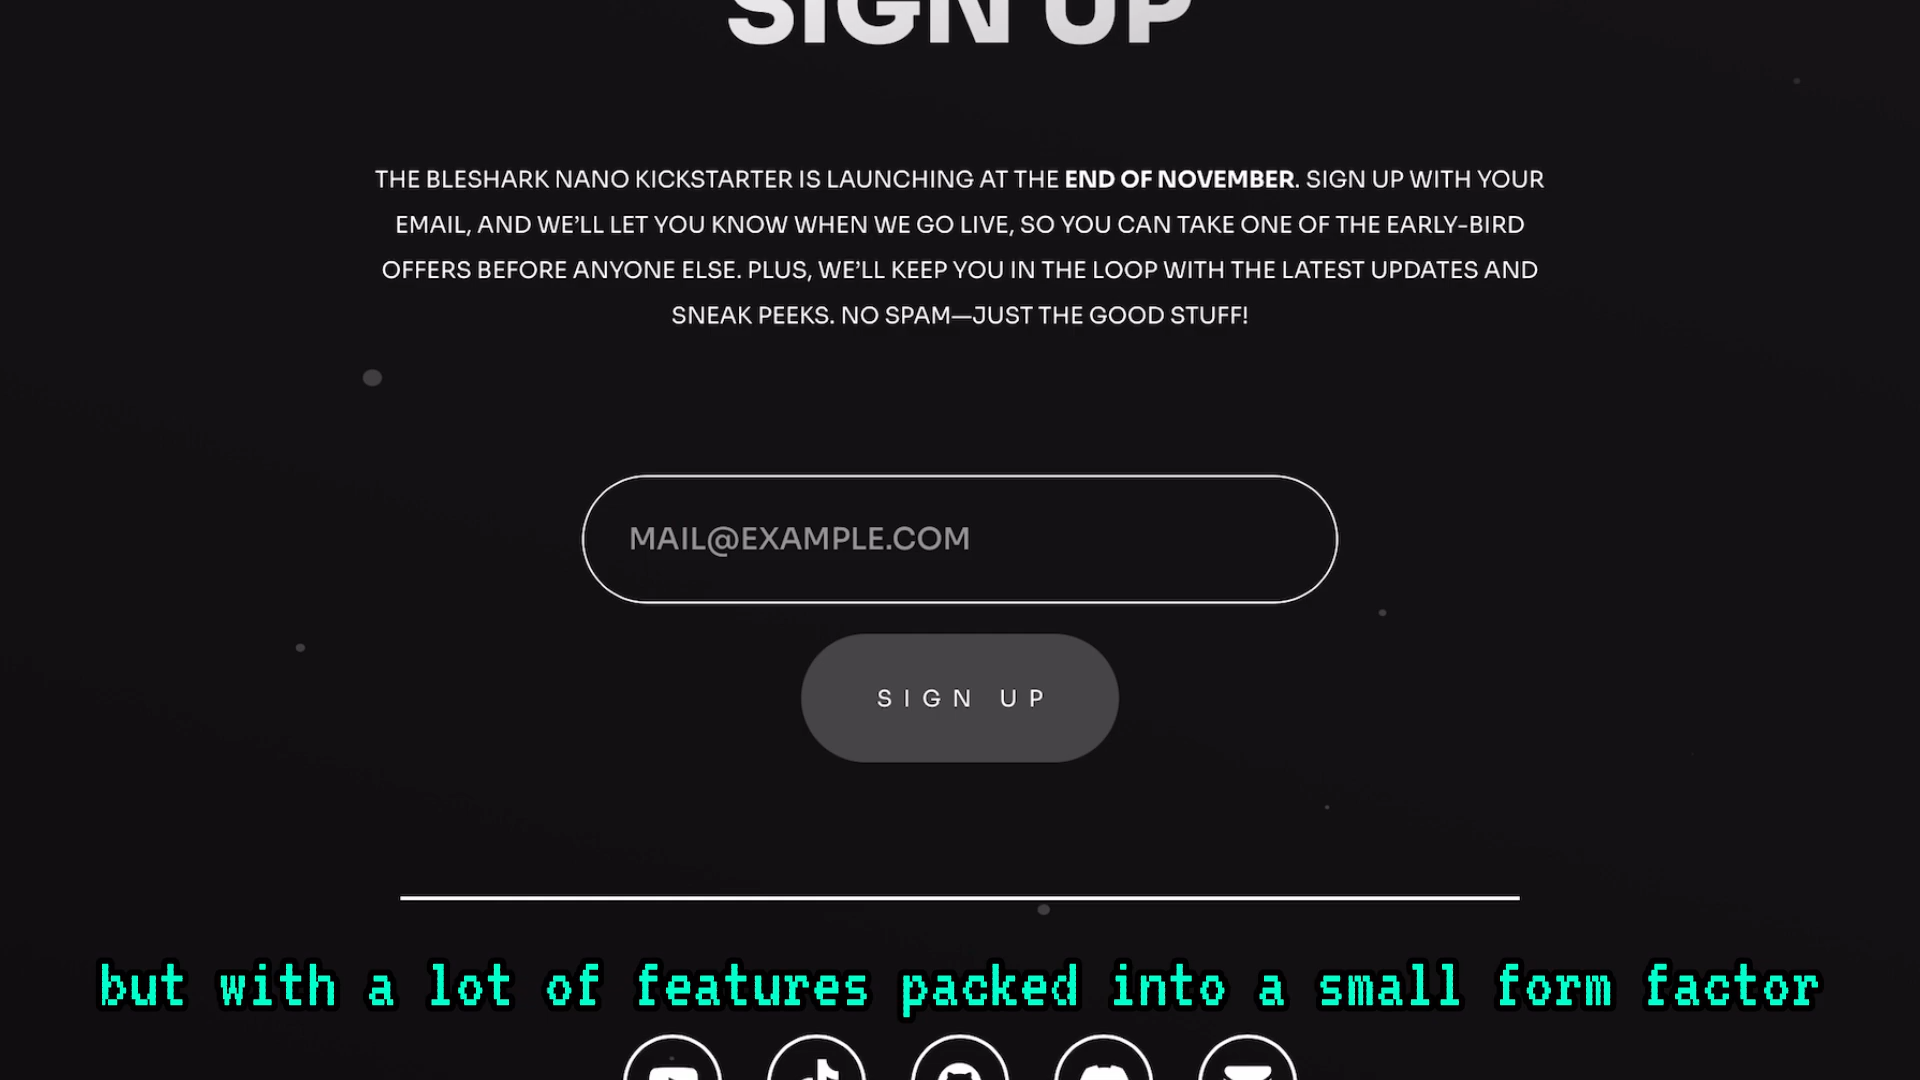 SIGN UP
THE BLESHARK NANO KICKSTARTER IS LAUNCHING AT THE END OF NOVEMBER. SIGN UP WITH YOUR
EMAIL, AND WE’LL LET YOU KNOW WHEN WE GO LIVE, SO YOU CAN TAKE ONE OF THE EARLY-BIRD
OFFERS BEFORE ANYONE ELSE. PLUS, WE’LL KEEP YOU IN THE LOOP WITH THE LATEST UPDATES AND
SNEAK PEEKS. NO SPAM—JUST THE GOOD STUFF!
MAIL@EXAMPLE.COM
SIGN UP
but with a lot of features packed into a small form factor